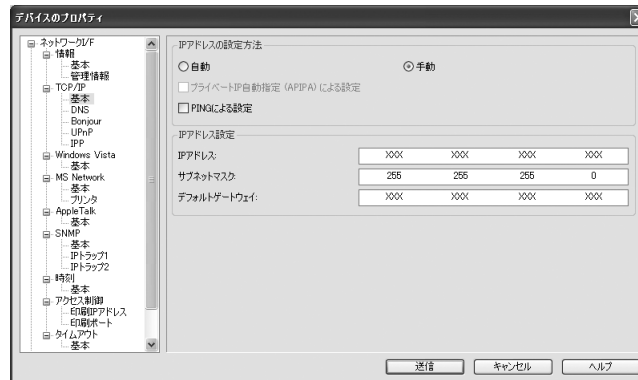 デバイスのプロパティ
ネットワークI/F
情報
基本
管理情報
TCP/IP
基本
DNS
Bonjour
UPnP
IPP
Windows Vista
基本
MS Network
基本
プリンタ
AppleTalk
基本
SNMP
基本
IPトラップ1
IPトラップ2
時刻
基本
アクセス制御
印刷IPアドレス
印刷ポート
タイムアウト
基本
IPアドレスの設定方法
自動 手動
プライベートIP自動指定 (APIPA) による設定
PINGによる設定
IPアドレス設定
IPアドレス: XXX XXX XXX XXX
サブネットマスク: 255 255 255 0
デフォルトゲートウェイ: XXX XXX XXX XXX
送信 キャンセル ヘルプ